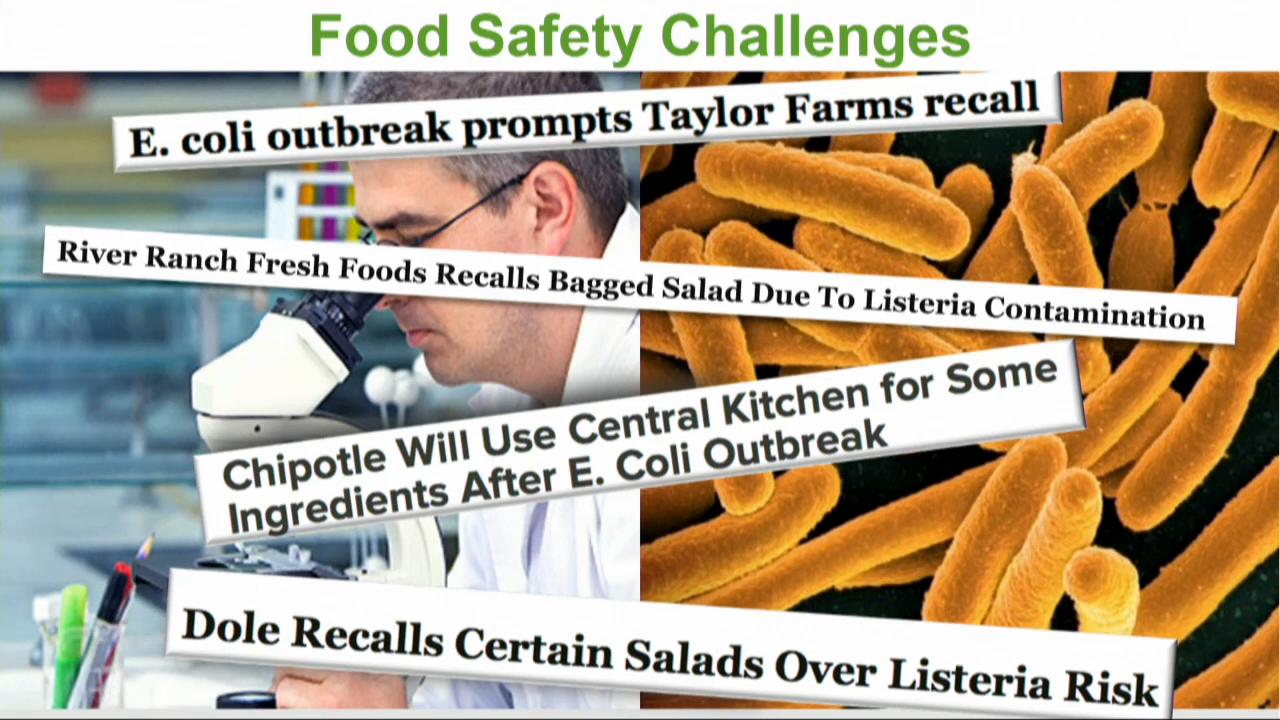 Food Safety Challenges
E. coli outbreak prompts Taylor Farms recall
River Ranch Fresh Foods Recalls Bagged Salad Due To Listeria Contamination
Chipotle Will Use Central Kitchen for Some
Ingredients After E. Coli Outbreak
Dole Recalls Certain Salads Over Listeria Risk